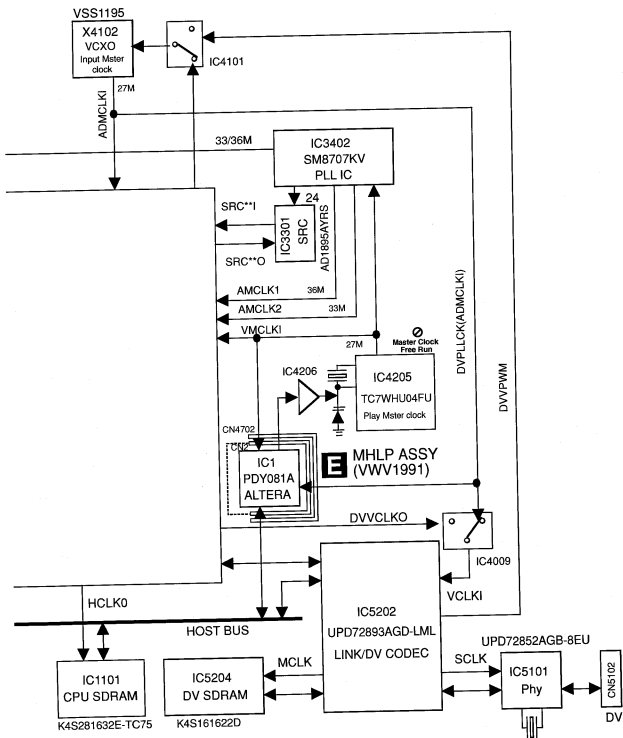 VSS1195
X4102
VCXO
Input Mster
clock
IC4101
27M
ADMCLKI
33/36M
IC3402
SM8707KV
PLL IC
24
SRC**I
IC3301
SRC
AD1895AYRS
SRC**O
AMCLK1
36M
AMCLK2
33M
VMCLKI
27M
Master Clock
Free Run
DVPLLCK(ADMCLKI)
DVVPWM
IC4206
IC4205
TC7WHU04FU
Play Mster clock
CN4702
CN2
IC1
PDY081A
ALTERA
E MHLP ASSY
(VWV1991)
DVVCLKO
IC4009
VCLKI
HCLK0
HOST BUS
IC5202
UPD72893AGD-LML
LINK/DV CODEC
UPD72852AGB-8EU
MCLK
SCLK
IC1101
CPU SDRAM
IC5204
DV SDRAM
IC5101
Phy
CN5102
K4S281632E-TC75
K4S161622D
DV